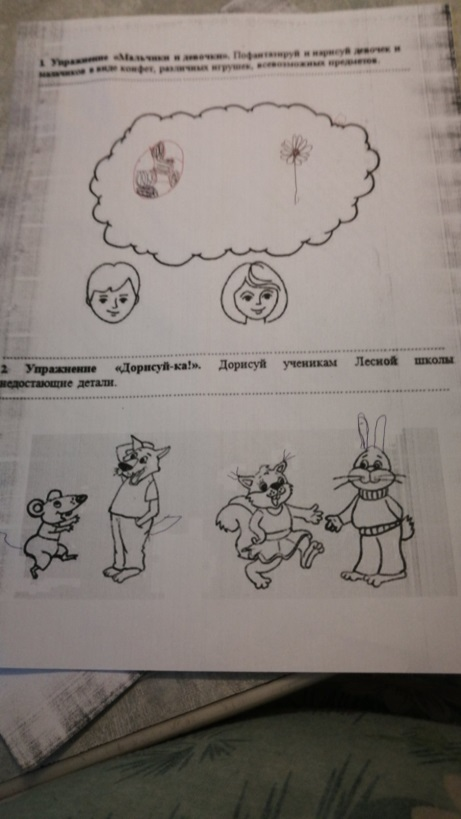 1. Упражнение «Мальчики и девочки». Пофантазируй и нарисуй девочек и
мальчиков в виде конфет, различных игрушек, всевозможных предметов.
2. Упражнение «Дорисуй-ка!». Дорисуй ученикам Лесной школы
недостающие детали.